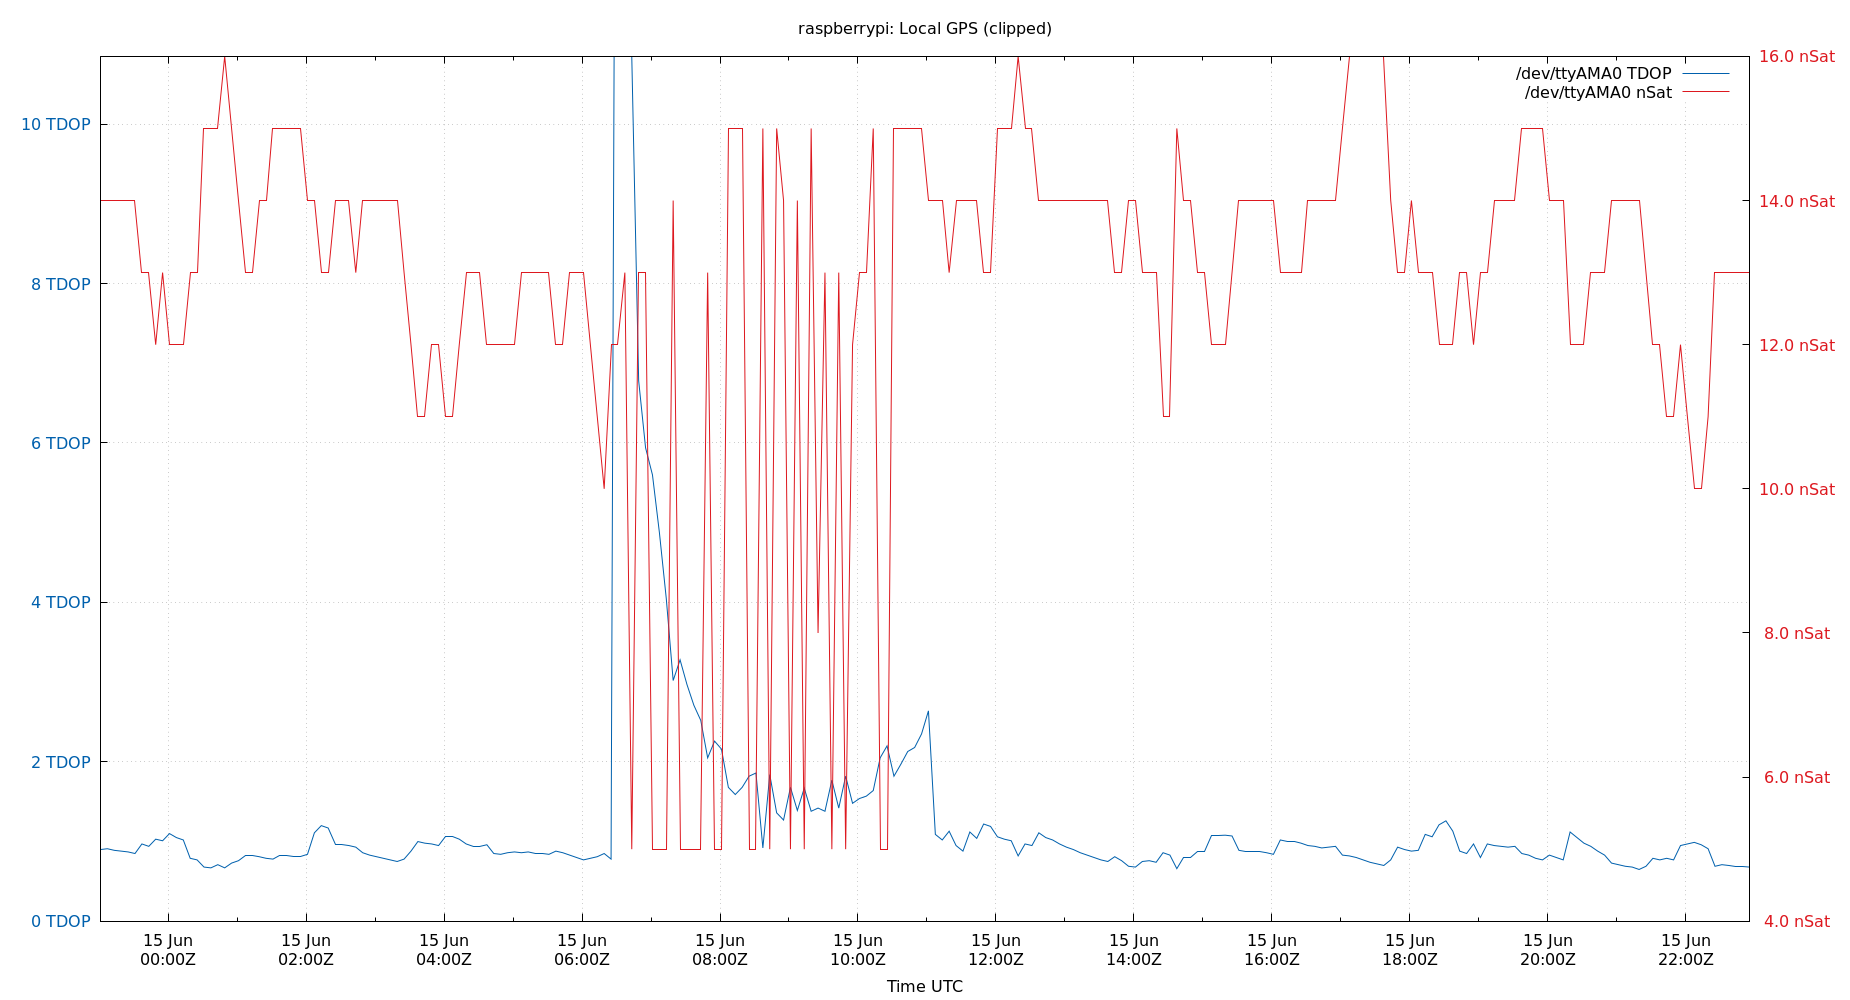 raspberrypi: Local GPS (clipped)
/dev/ttyAMA0 TDOP
/dev/ttyAMA0 nSat
10 TDOP
8 TDOP
6 TDOP
4 TDOP
2 TDOP
0 TDOP
16.0 nSat
14.0 nSat
12.0 nSat
10.0 nSat
8.0 nSat
6.0 nSat
4.0 nSat
15 Jun 15 Jun 15 Jun 15 Jun 15 Jun 15 Jun 15 Jun 15 Jun 15 Jun 15 Jun 15 Jun 15 Jun
00:00Z 02:00Z 04:00Z 06:00Z 08:00Z 10:00Z 12:00Z 14:00Z 16:00Z 18:00Z 20:00Z 22:00Z
Time UTC